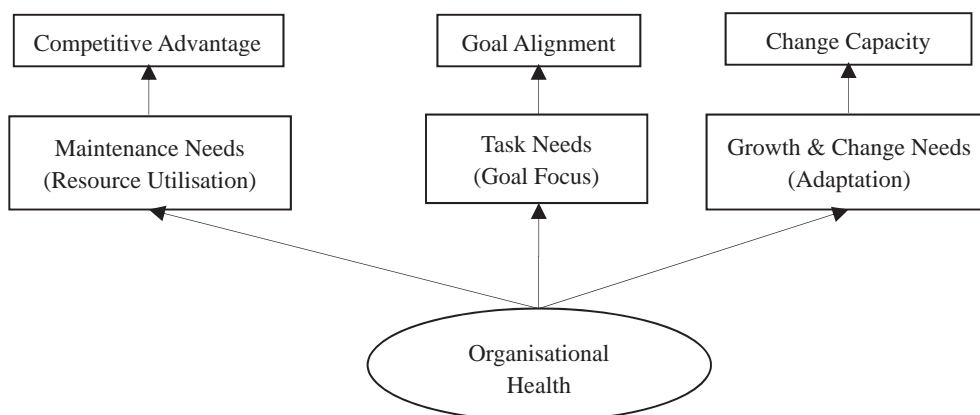 Competitive Advantage
Goal Alignment
Change Capacity
Maintenance Needs
(Resource Utilisation)
Task Needs
(Goal Focus)
Growth & Change Needs
(Adaptation)
Organisational
Health